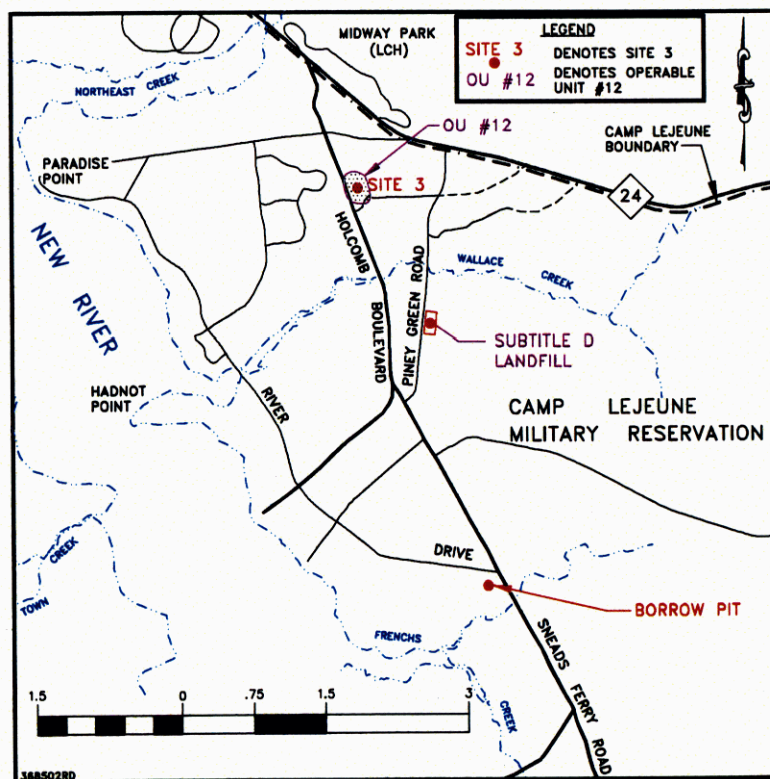 MIDWAY PARK
(LCH)
LEGEND
SITE 3
DENOTES SITE 3
OU #12
DENOTES OPERABLE
UNIT #12
NORTHEAST CREEK
OU #12
CAMP LEJEUNE
BOUNDARY
PARADISE
POINT
SITE 3
24
NEW RIVER
HOLCOMB BOULEVARD
PINEY GREEN ROAD
WALLACE CREEK
SUBTITLE D
LANDFILL
HADNOT
POINT
RIVER DRIVE
CAMP LEJEUNE
MILITARY RESERVATION
TOWN CREEK
BORROW PIT
FRENCHS CREEK
SNEADS FERRY ROAD
1.5 0 .75 1.5 3
368502RD